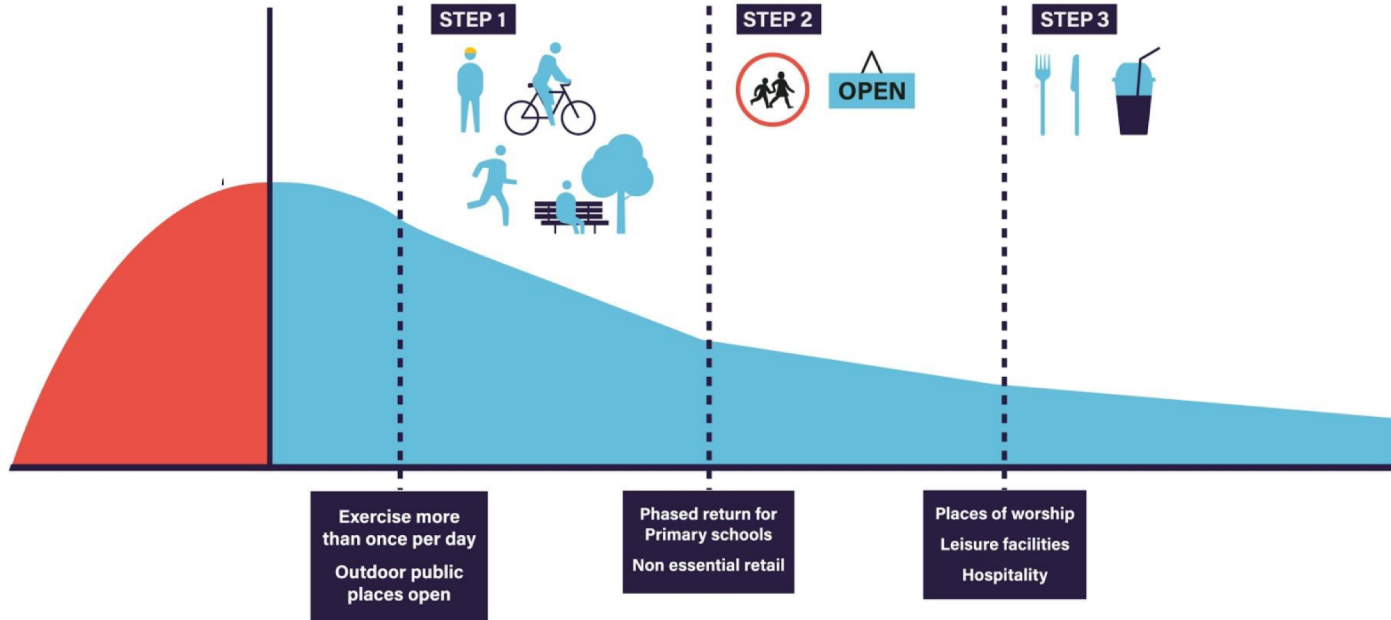 STEP 1
STEP 2
STEP 3
OPEN
Exercise more
than once per day
Outdoor public
places open
Phased return for
Primary schools
Non essential retail
Places of worship
Leisure facilities
Hospitality